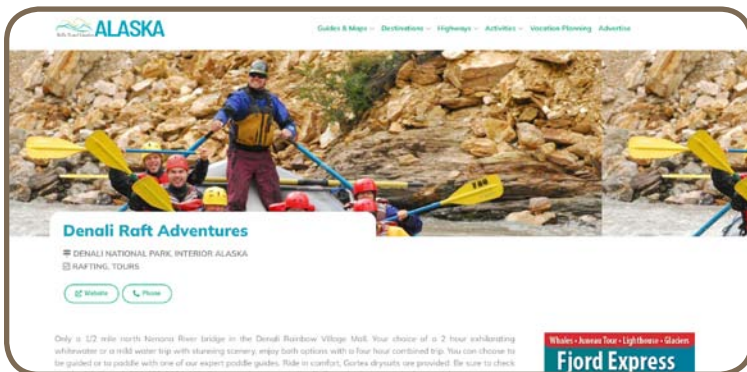 ALASKA
Guides & Maps Destinations Highways Activities Vacation Planning Advertise
Denali Raft Adventures
DENALI NATIONAL PARK, INTERIOR ALASKA
RAFTING, TOURS
Website Phone
Only a 1/2 mile north Nenana River bridge in the Denali Rainbow Village Mall. Your choice of a 2 hour exhilarating
whitewater or a mild water trip with stunning scenery, enjoy both options with a four hour combined trip. You can choose to
be guided or to paddle with one of our expert paddle guides. Ride in comfort, Gortex drysuits are provided. Be sure to check
Whales • Juneau Tour • Lighthouse • Glaciers
Fjord Express